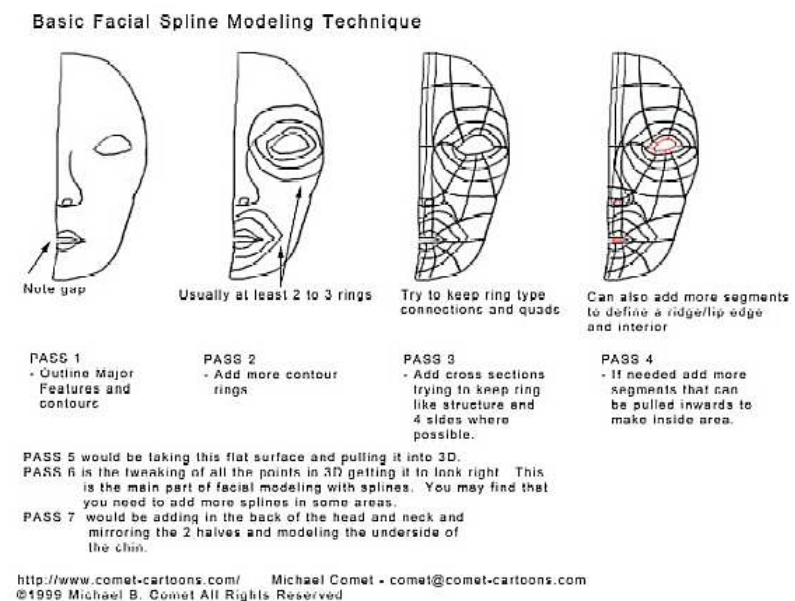 Basic Facial Spline Modeling Technique
Note gap
Usually at least 2 to 3 rings
Try to keep ring type
connections and quads
Can also add more segments
to define a ridge/lip edge
and interior
PASS 1
- Outline Major
Features and
contours
PASS 2
- Add more contour
rings
PASS 3
- Add cross sections
trying to keep ring
like structure and
4 sides where
possible.
PASS 4
- If needed add more
segments that can
be pulled inwards to
make inside area.
PASS 5 would be taking this flat surface and pulling it into 3D.
PASS 6 is the tweaking of all the points in 3D getting it to look right  This
is the main part of facial modeling with splines.  You may find that
you need to add more splines in some areas.
PASS 7  would be adding in the back of the head and neck and
mirroring the 2 halves and modeling the underside of
the chin.
http://www.comet-cartoons.com/     Michael Comet - comet@comet-cartoons.com
©1999 Michael B. Comet All Rights Reserved